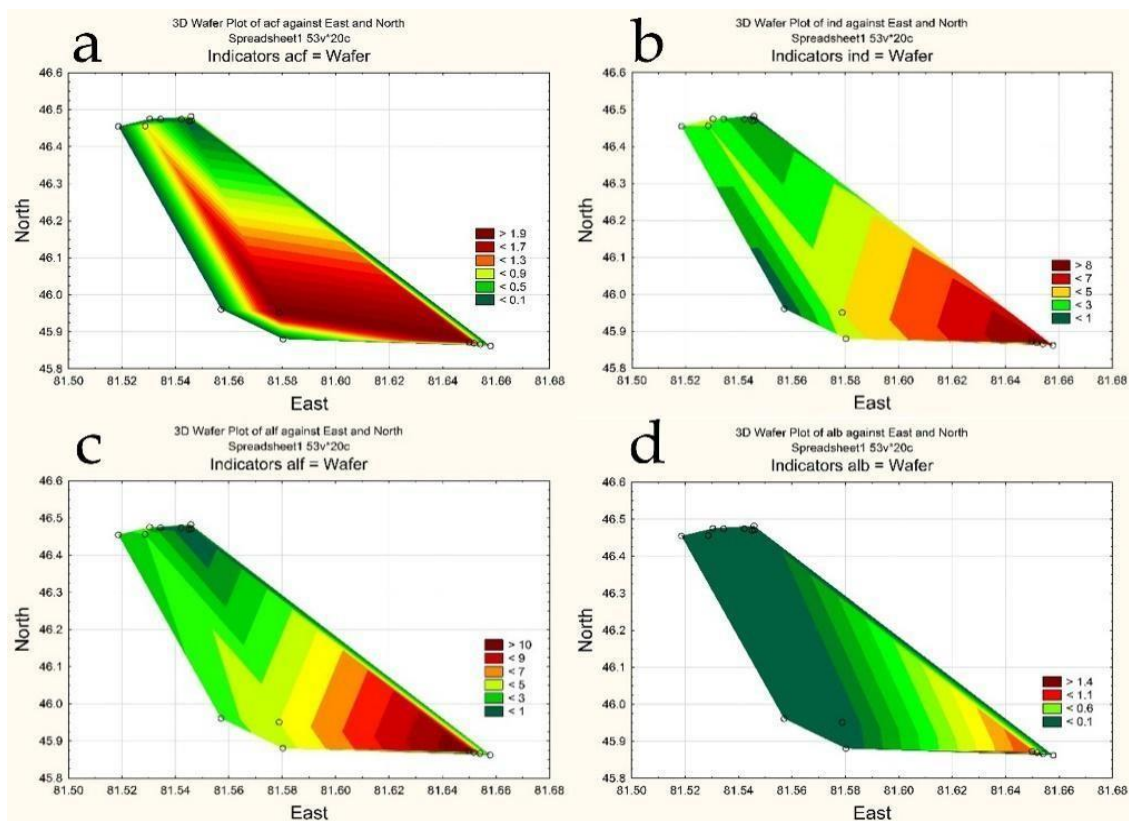 a
3D Wafer Plot of acf against East and North
Spreadsheet1 53v*20c
Indicators acf = Wafer
46.6
46.5
46.4
46.3
46.2
46.1
46.0
45.9
45.8
North
> 1.9
< 1.7
< 1.3
< 0.9
< 0.5
< 0.1
81.50 81.52 81.54 81.56 81.58 81.60 81.62 81.64 81.66 81.68
East
b
3D Wafer Plot of ind against East and North
Spreadsheet1 53v*20c
Indicators ind = Wafer
46.6
46.5
46.4
46.3
46.2
46.1
46.0
45.9
45.8
North
> 8
< 7
< 5
< 3
< 1
81.50 81.52 81.54 81.56 81.58 81.60 81.62 81.64 81.66 81.68
East
c
3D Wafer Plot of alf against East and North
Spreadsheet1 53v*20c
Indicators alf = Wafer
46.6
46.5
46.4
46.3
46.2
46.1
46.0
45.9
45.8
North
> 10
< 9
< 7
< 5
< 3
< 1
81.50 81.52 81.54 81.56 81.58 81.60 81.62 81.64 81.66 81.68
East
d
3D Wafer Plot of alb against East and North
Spreadsheet1 53v*20c
Indicators alb = Wafer
46.6
46.5
46.4
46.3
46.2
46.1
46.0
45.9
45.8
North
> 1.4
< 1.1
< 0.6
< 0.1
81.50 81.52 81.54 81.56 81.58 81.60 81.62 81.64 81.66 81.68
East